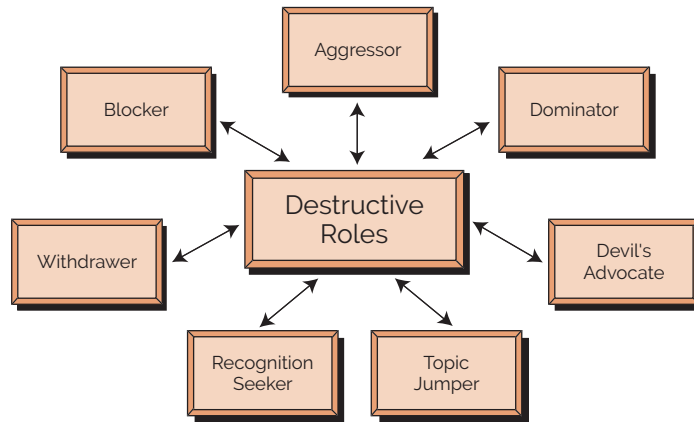 Aggressor
Blocker
Dominator
Destructive
Roles
Withdrawer
Devil's
Advocate
Recognition
Seeker
Topic
Jumper